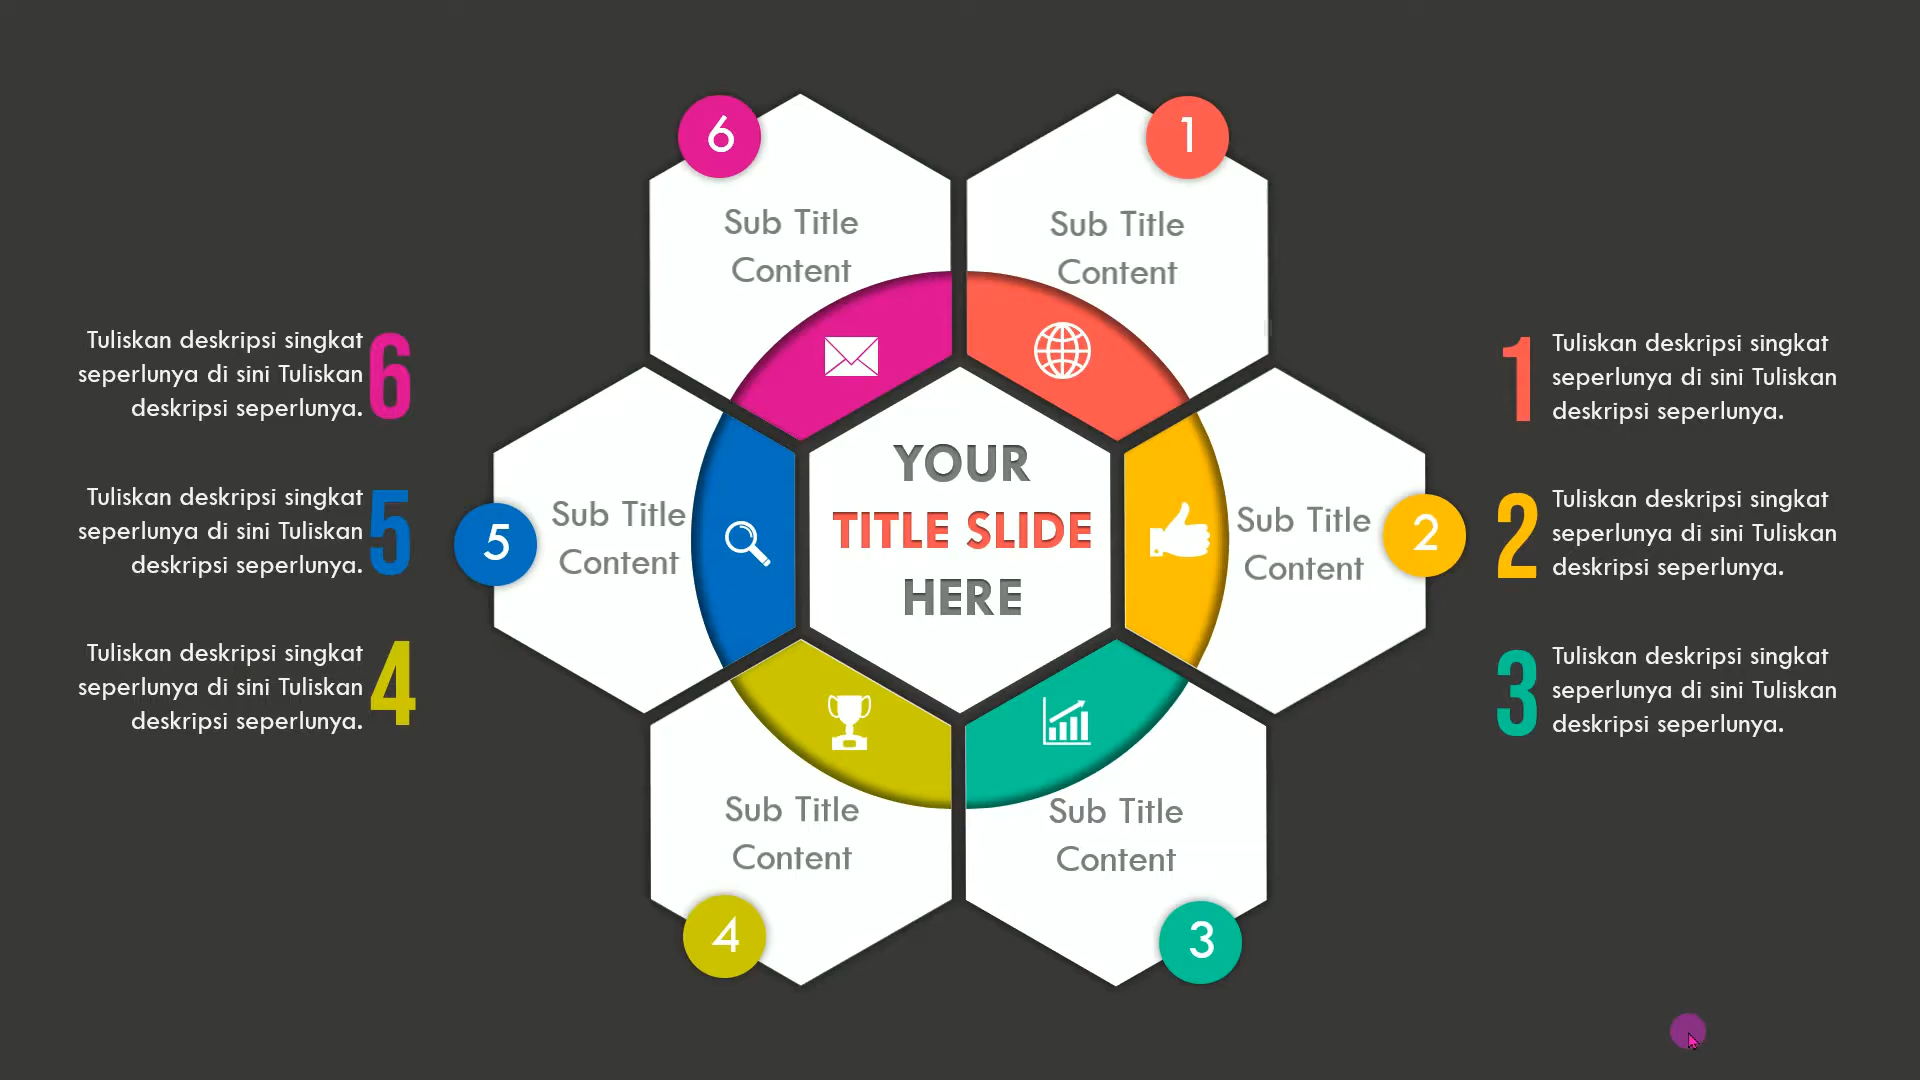 6
1
Sub Title
Content
Sub Title
Content
Tuliskan deskripsi singkat
seperlunya di sini Tuliskan
deskripsi seperlunya.
6
1
Tuliskan deskripsi singkat
seperlunya di sini Tuliskan
deskripsi seperlunya.
YOUR
TITLE SLIDE
HERE
Tuliskan deskripsi singkat
seperlunya di sini Tuliskan
deskripsi seperlunya.
5
5
Sub Title
Content
Sub Title
Content
2
2
Tuliskan deskripsi singkat
seperlunya di sini Tuliskan
deskripsi seperlunya.
Tuliskan deskripsi singkat
seperlunya di sini Tuliskan
deskripsi seperlunya.
4
3
Tuliskan deskripsi singkat
seperlunya di sini Tuliskan
deskripsi seperlunya.
Sub Title
Content
Sub Title
Content
4
3